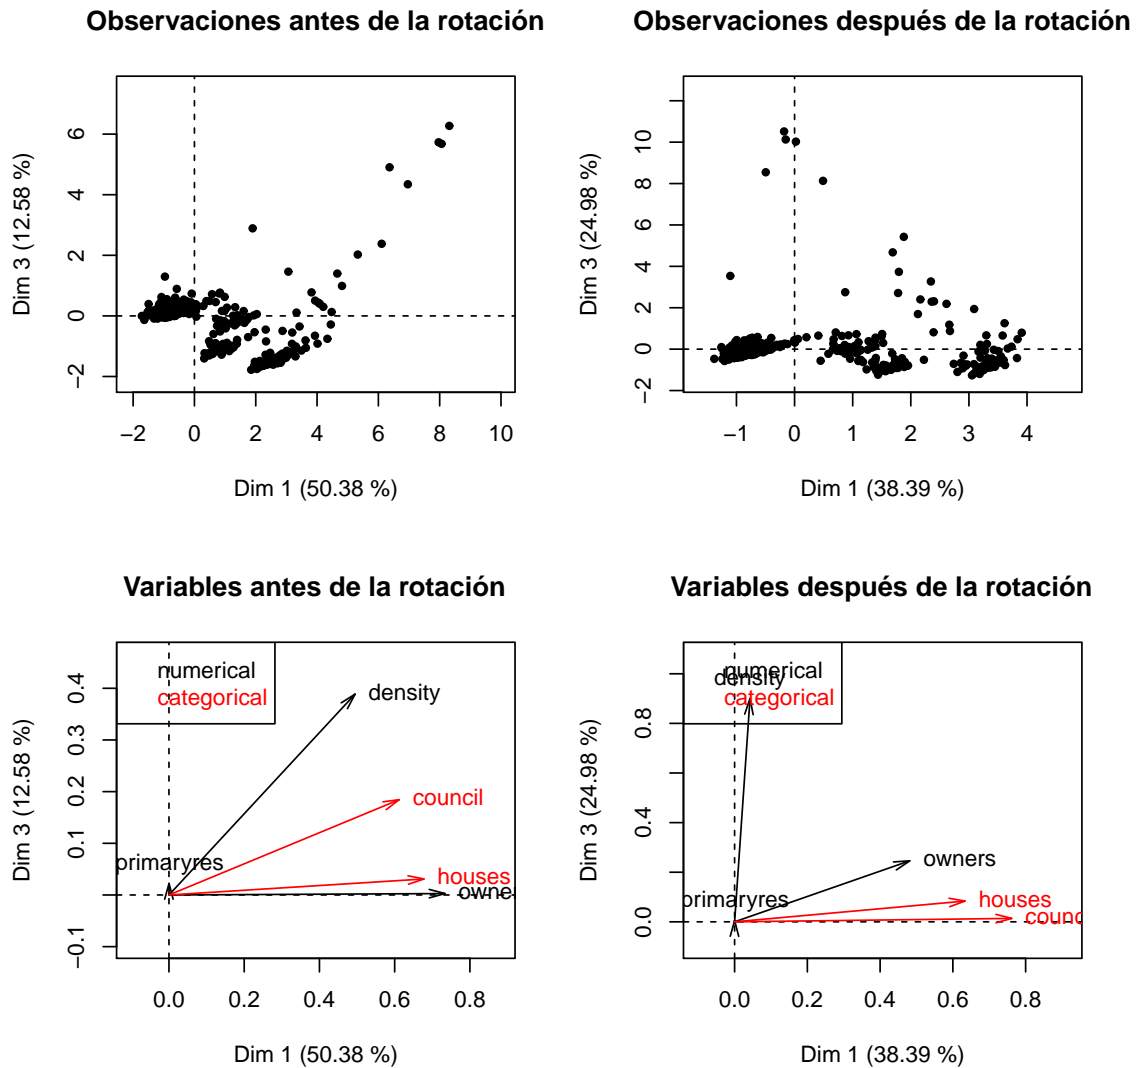 Observaciones antes de la rotación
6
4
2
0
−2
Dim 3 (12.58 %)
−2 0 2 4 6 8 10
Dim 1 (50.38 %)
Observaciones después de la rotación
10
8
6
4
2
0
−2
Dim 3 (24.98 %)
−1 0 1 2 3 4
Dim 1 (38.39 %)
Variables antes de la rotación
numerical
categorical
density
council
primaryres
houses
owne
0.4
0.3
0.2
0.1
0.0
−0.1
Dim 3 (12.58 %)
0.0 0.2 0.4 0.6 0.8
Dim 1 (50.38 %)
Variables después de la rotación
numerical
density
categorical
owners
primaryres
houses
counc
0.8
0.4
0.0
Dim 3 (24.98 %)
0.0 0.2 0.4 0.6 0.8
Dim 1 (38.39 %)